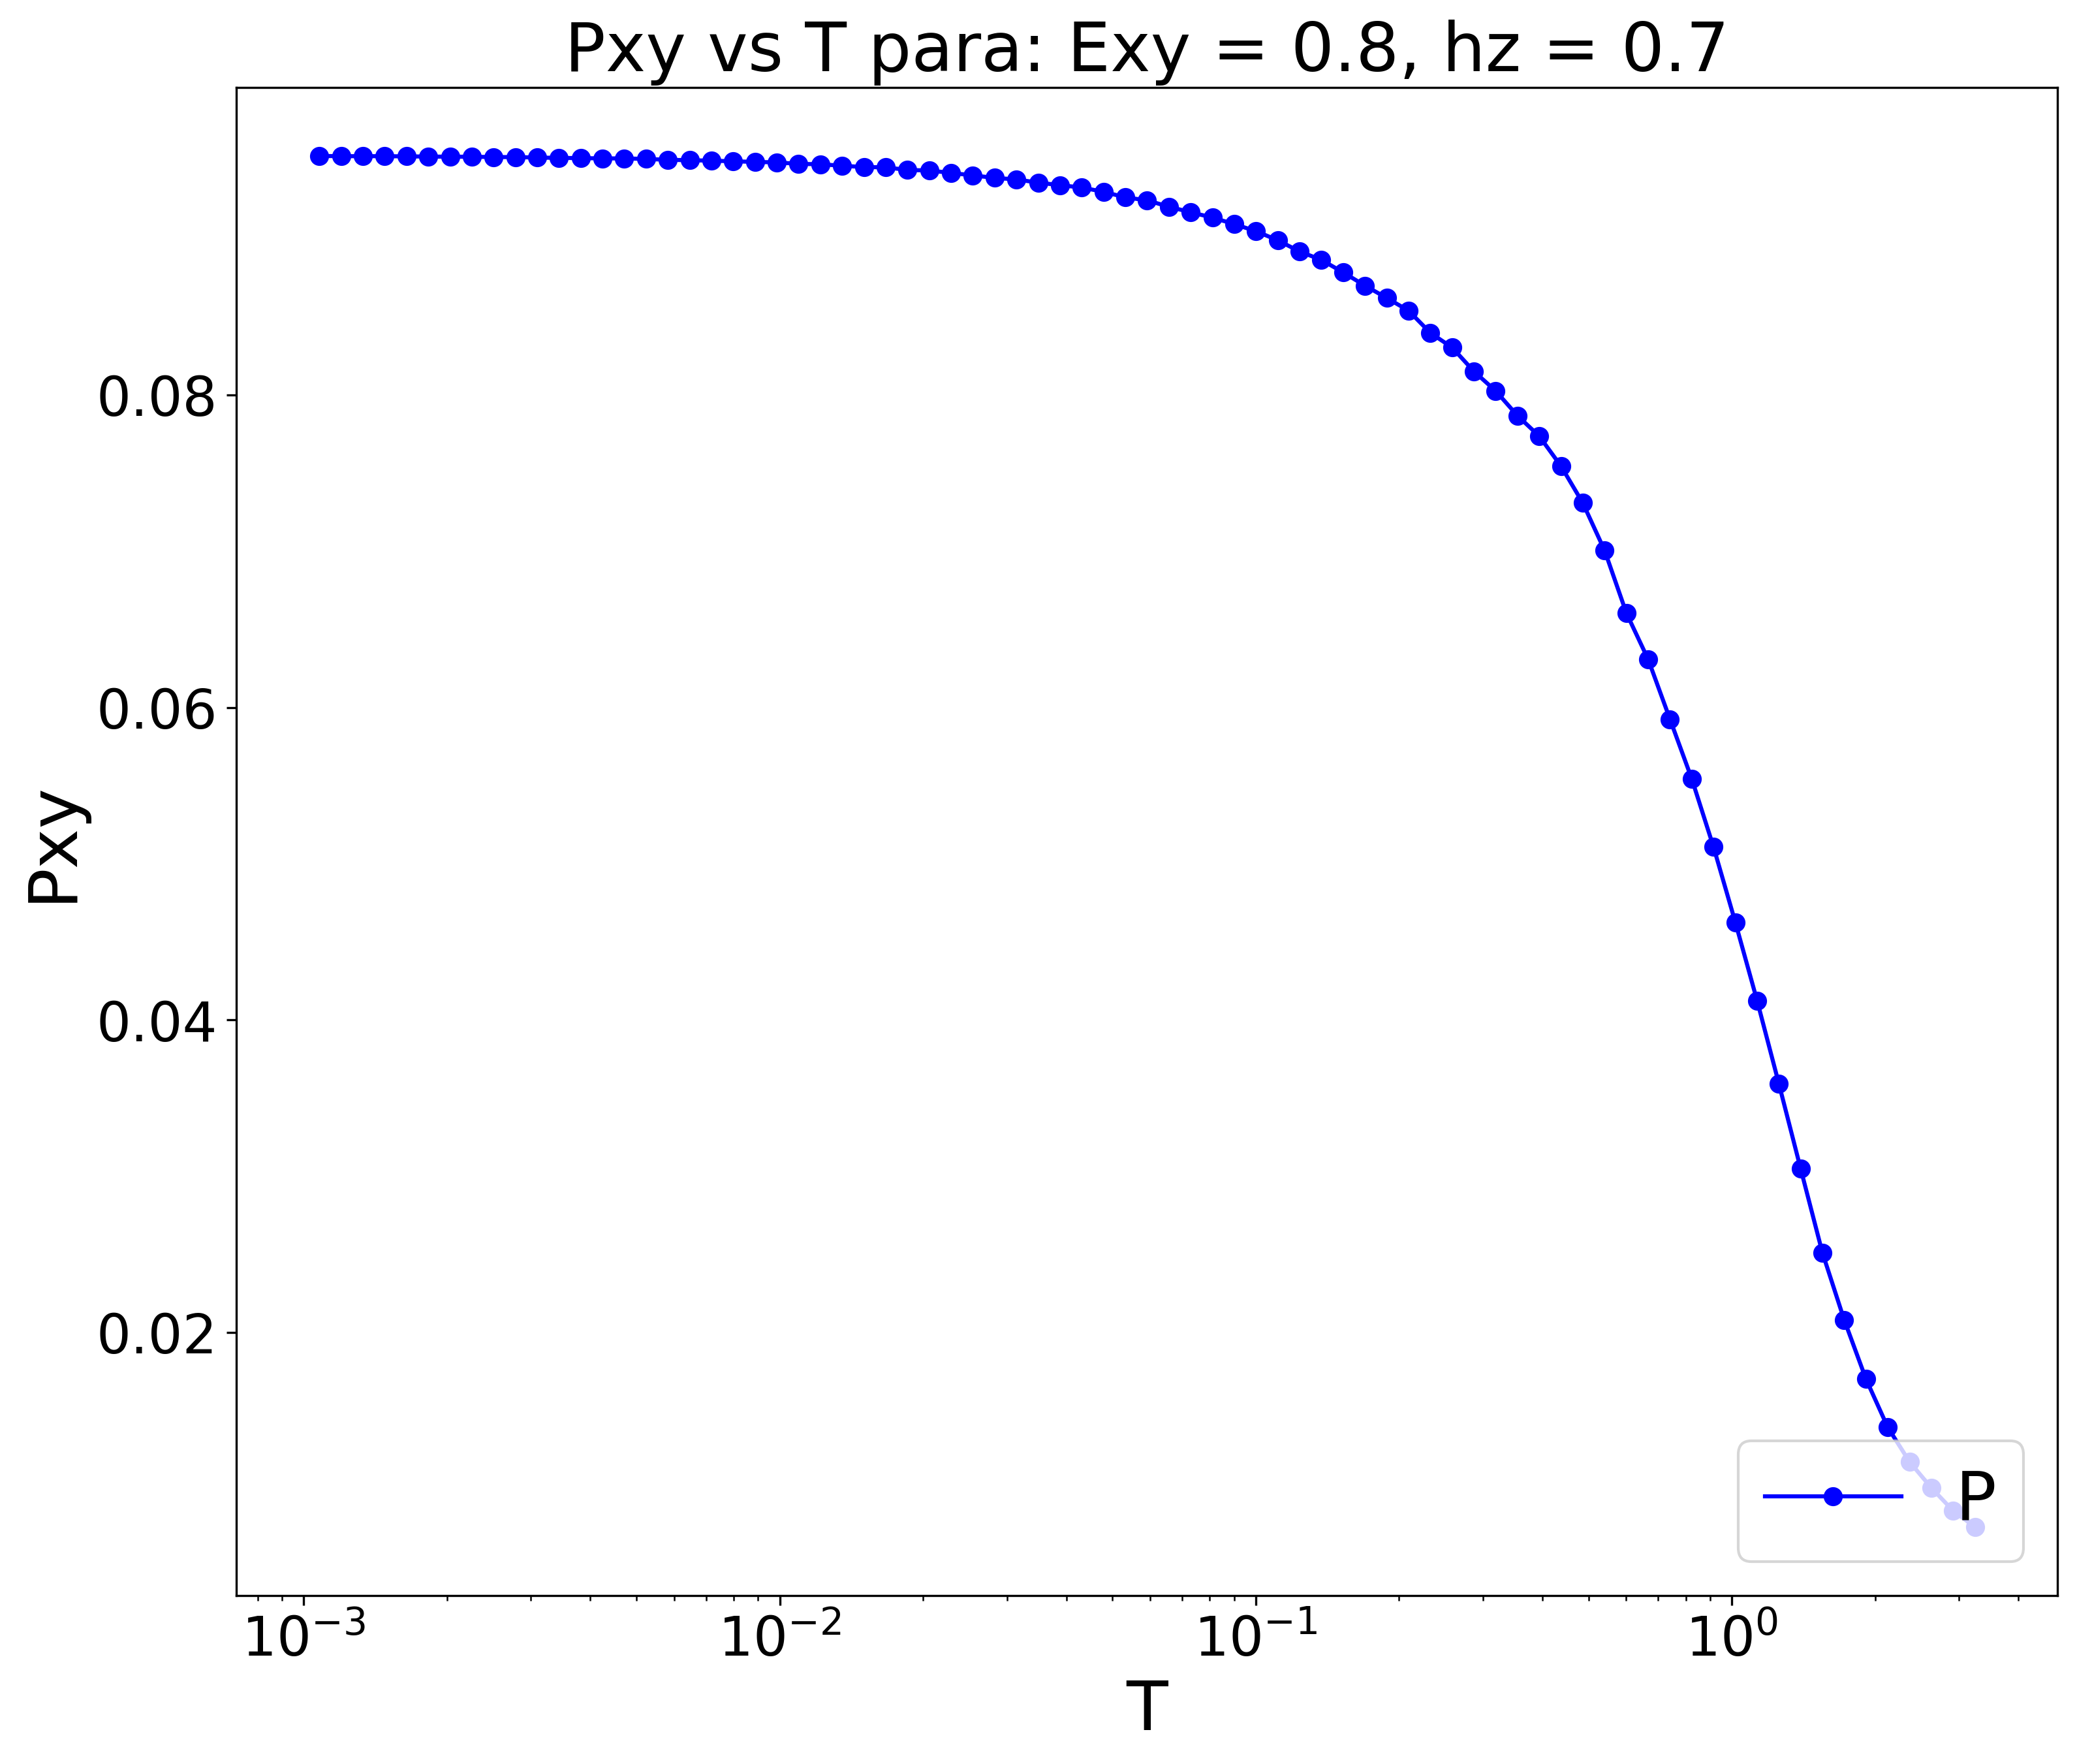 Pxy vs T para: Exy = 0.8, hz = 0.7
Pxy
0.08
0.06
0.04
0.02
P
10⁻³ 10⁻² 10⁻¹ 10⁰
T